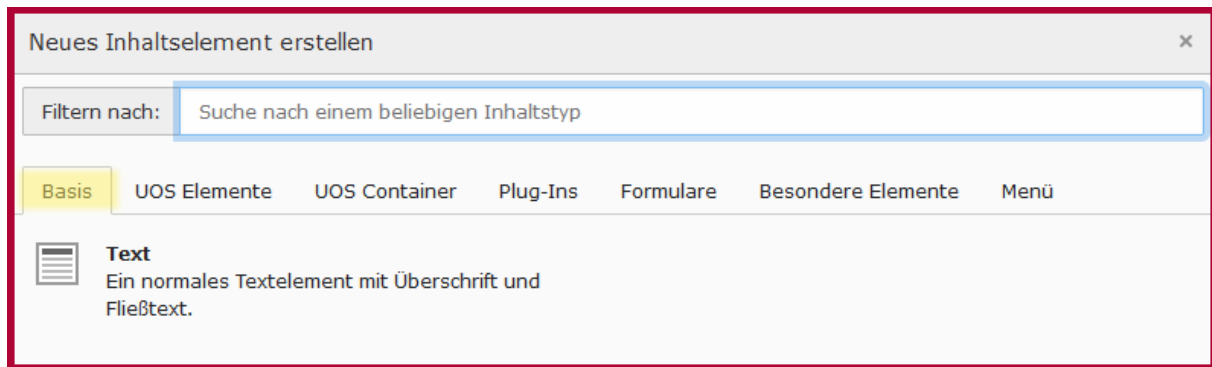 Neues Inhaltselement erstellen ×
Filtern nach: Suche nach einem beliebigen Inhaltstyp
Basis UOS Elemente UOS Container Plug-Ins Formulare Besondere Elemente Menü
Text
Ein normales Textelement mit Überschrift und
Fließtext.